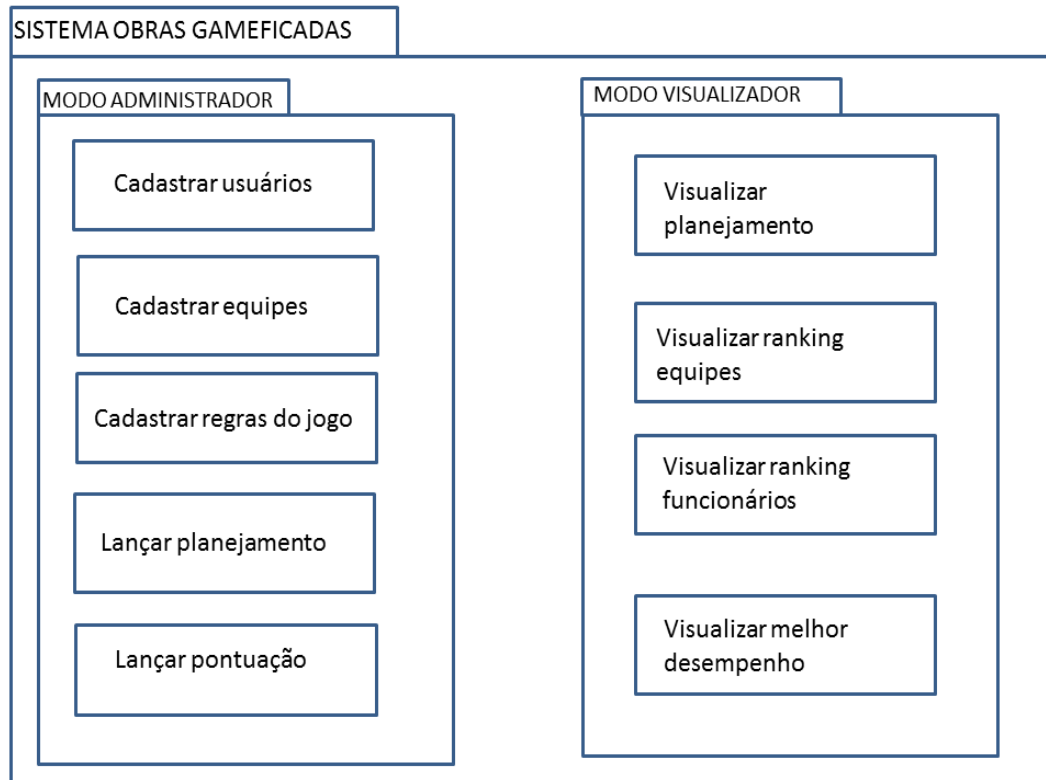 SISTEMA OBRAS GAMEFICADAS
MODO ADMINISTRADOR
Cadastrar usuários
Cadastrar equipes
Cadastrar regras do jogo
Lançar planejamento
Lançar pontuação
MODO VISUALIZADOR
Visualizar
planejamento
Visualizar ranking
equipes
Visualizar ranking
funcionários
Visualizar melhor
desempenho